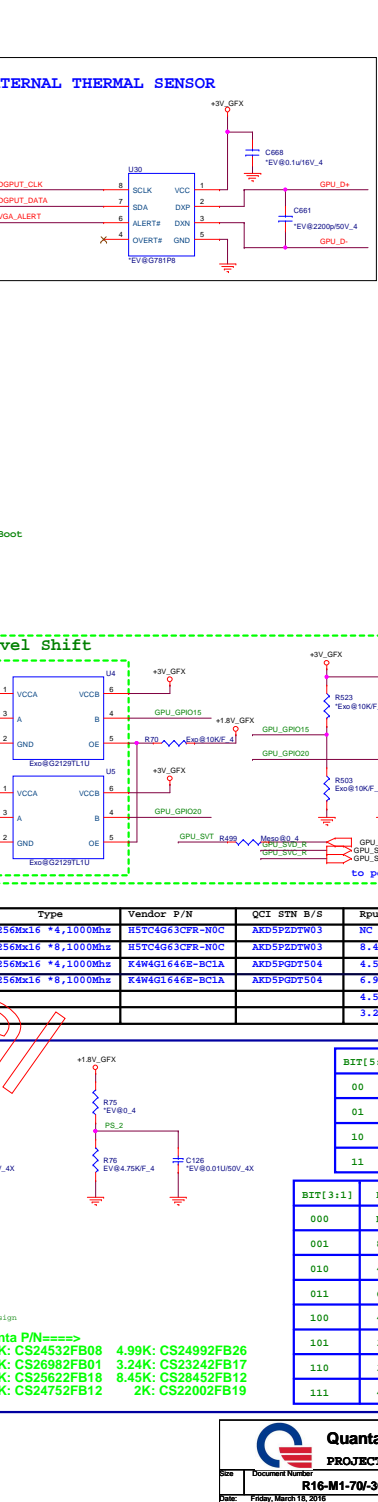 TERNAL THERMAL SENSOR
+3V_GFX
C668
*EV@0.1u/16V_4
U30
DGPUT_CLK 8 SCLK VCC 1 GPU_D+
DGPUT_DATA 7 SDA DXP 2
VGA_ALERT 6 ALERT# DXN 3
C661
*EV@2200p/50V_4
4 OVERT# GND 5 GPU_D-
*EV@G781P8
Boot
vel Shift
+3V_GFX
U4 +3V_GFX
1 VCCA VCCB 6
R523
*Exo@10K/F
3 A B 4 GPU_GPIO15
+1.8V_GFX
GPU_GPIO15
2 GND OE 5 R70 Exo@10K/F_4
Exo@G2129TL1U
GPU_GPIO20
U5 +3V_GFX
1 VCCA VCCB 6
R503
Exo@10K/F_
3 A B 4 GPU_GPIO20
2 GND OE 5
GPU_SVT R499 Meso@0_4 GPU_
GPU_SVD_R GPU_S
GPU_SVC_R GPU_S
Exo@G2129TL1U
to p
Type Vendor P/N QCI STN B/S Rpu
256Mx16 *4,1000Mhz H5TC4G63CFR-N0C AKD5PZDTW03 NC
256Mx16 *8,1000Mhz H5TC4G63CFR-N0C AKD5PZDTW03 8.4
256Mx16 *4,1000Mhz K4W4G1646E-BC1A AKD5PGDT504 4.5
256Mx16 *8,1000Mhz K4W4G1646E-BC1A AKD5PGDT504 6.9
4.5
3.2
+1.8V_GFX
BIT[5:
00
01
10
11
R75
*EV@0_4
PS_2
R76
EV@4.75K/F_4
C126
*EV@0.01U/50V_4X
_4X
BIT[3:1]
000
001
010
011
100
101
110
111
sign
nta P/N====>
K: CS24532FB08 4.99K: CS24992FB26
K: CS26982FB01 3.24K: CS23242FB17
K: CS25622FB18 8.45K: CS28452FB12
K: CS24752FB12 2K: CS22002FB19
Quanta
PROJECT
Size Document Number
R16-M1-70/-3
Date: Friday, March 18, 2016